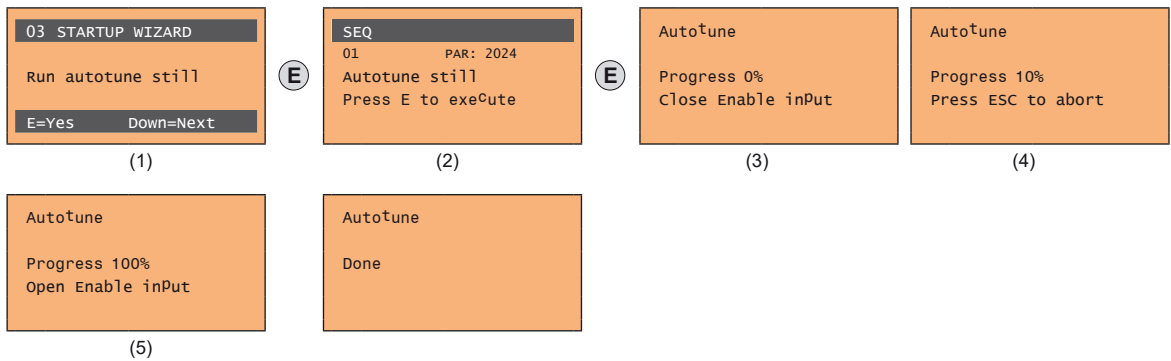 03 STARTUP WIZARD
Run autotune still
E=Yes Down=Next
(1)
E
SEQ
01 PAR: 2024
Autotune still
Press E to execute
(2)
E
Autotune
Progress 0%
Close Enable input
(3)
Autotune
Progress 10%
Press ESC to abort
(4)
Autotune
Progress 100%
Open Enable input
(5)
Autotune
Done